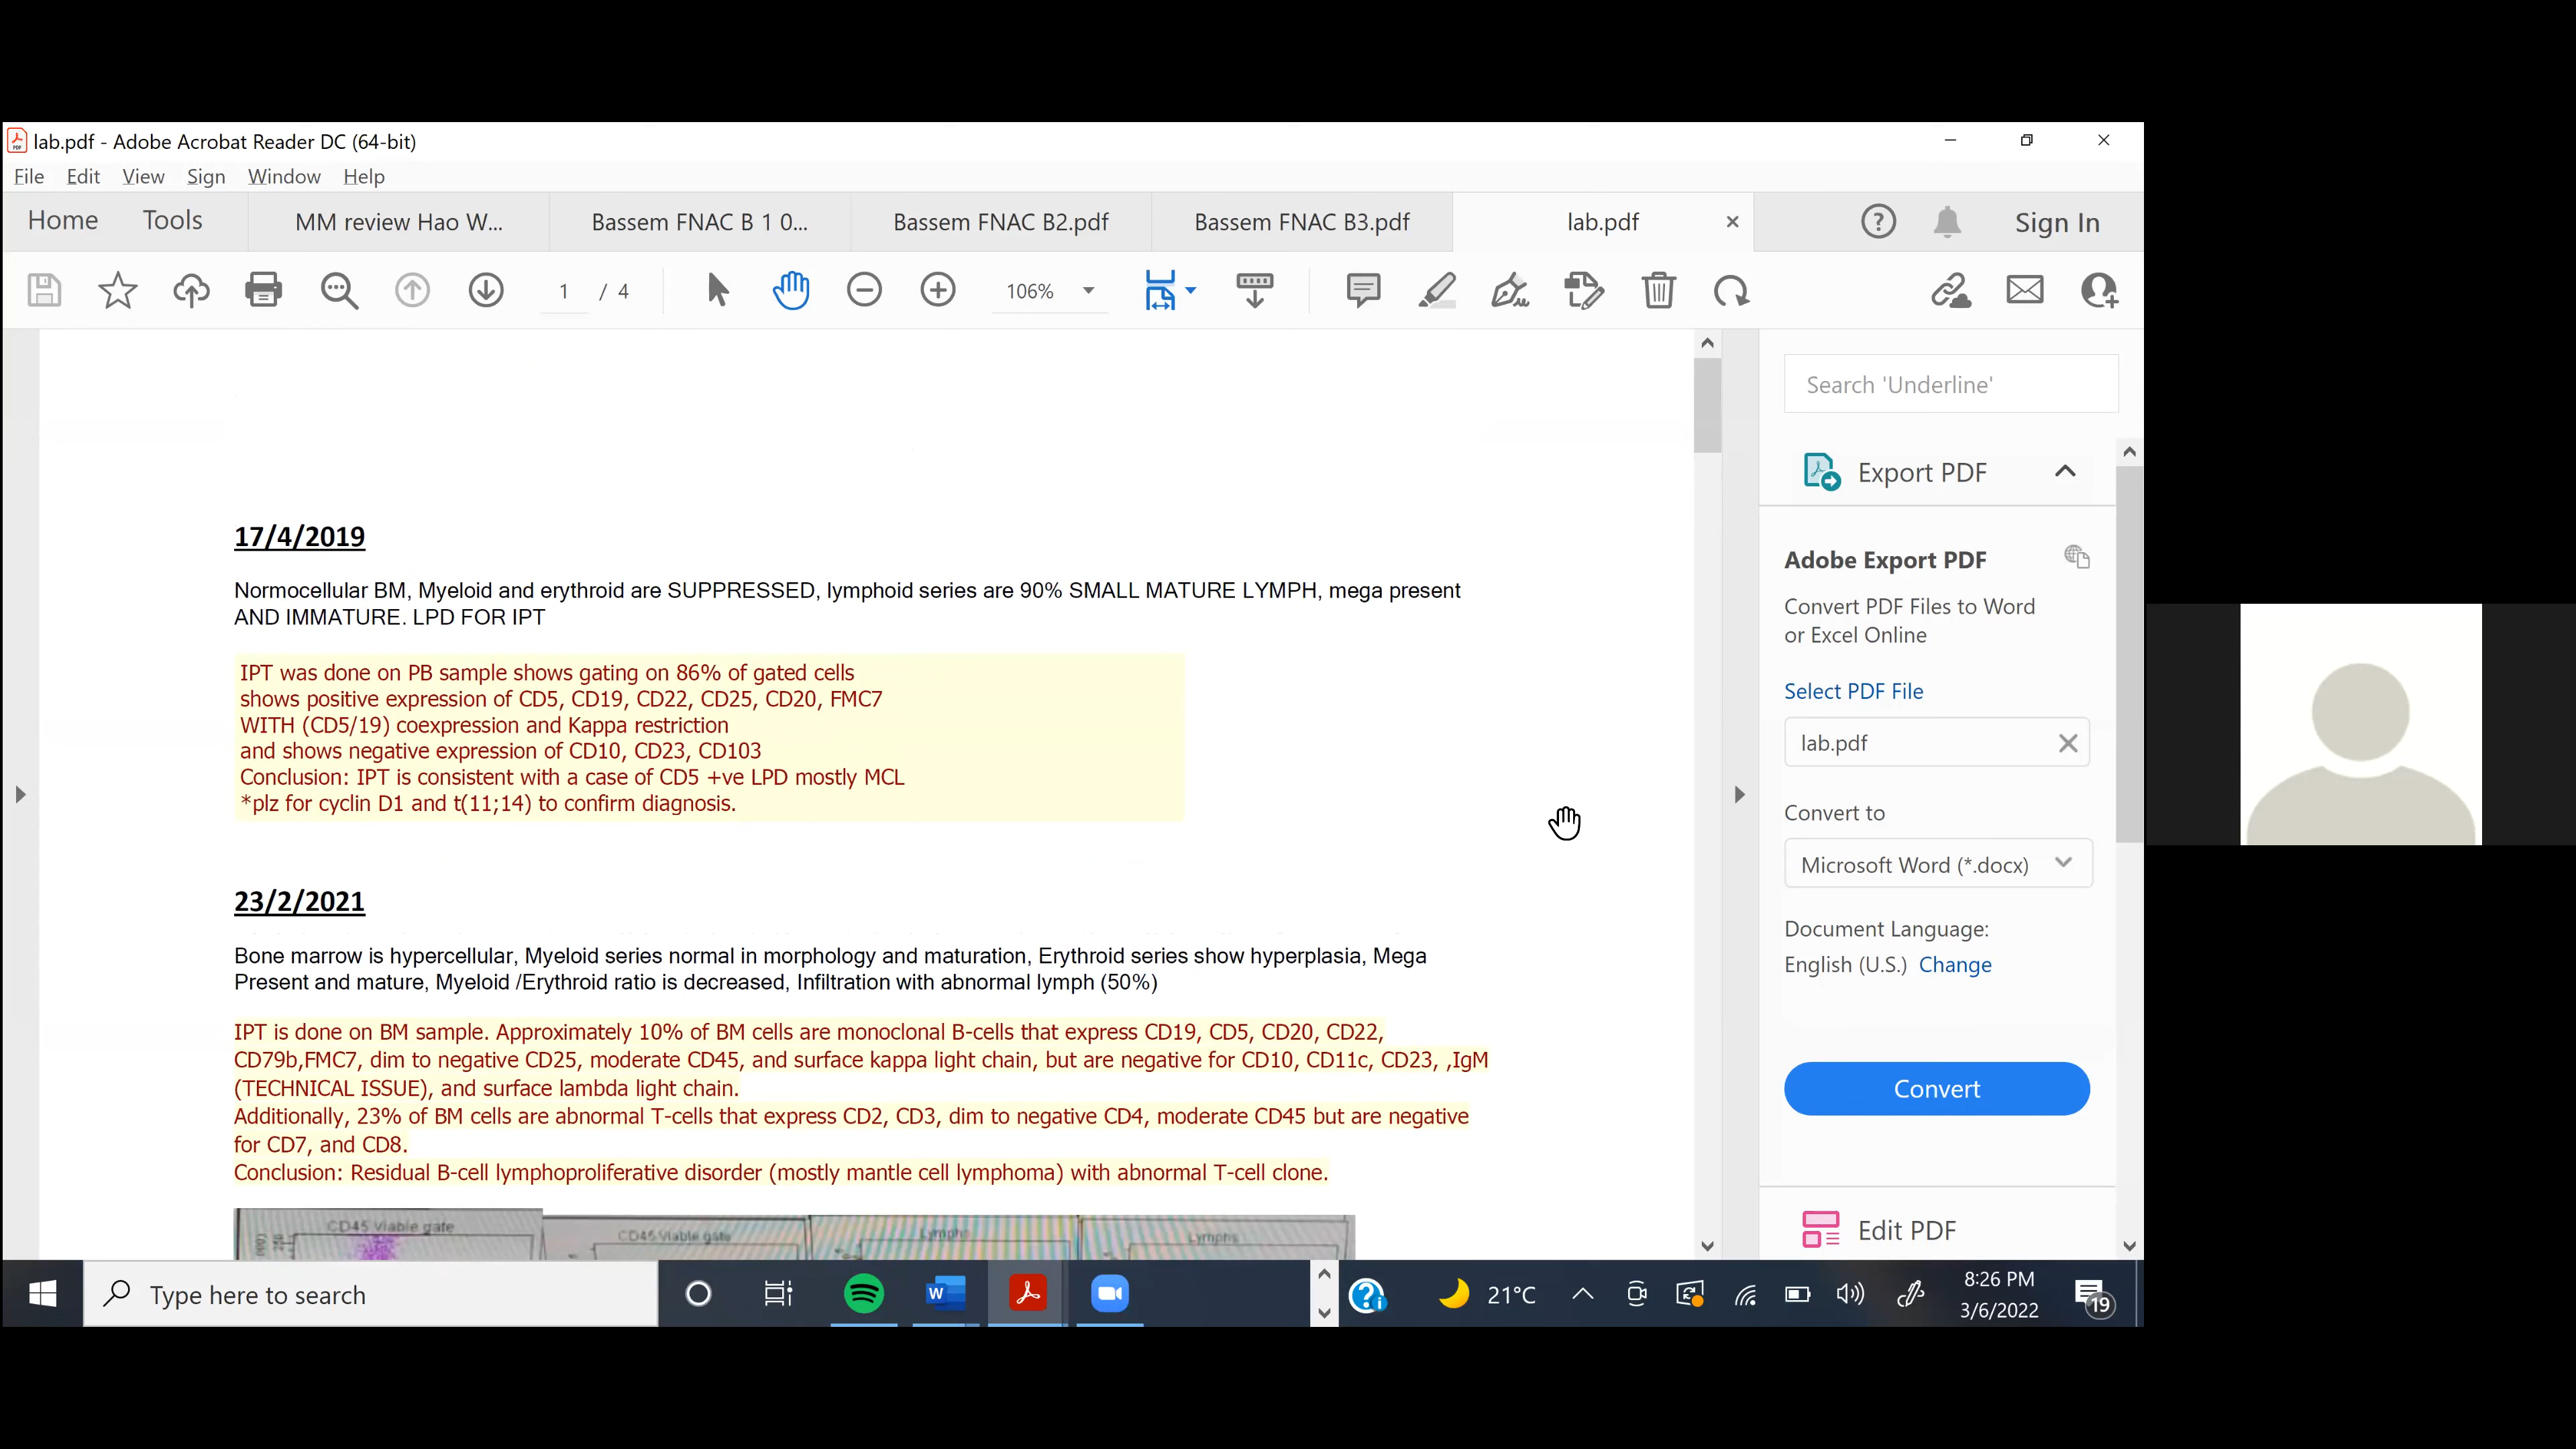 lab.pdf - Adobe Acrobat Reader DC (64-bit)
File Edit View Sign Window Help
Home Tools MM review Hao W... Bassem FNAC B 1 0... Bassem FNAC B2.pdf Bassem FNAC B3.pdf lab.pdf Sign In
1 / 4 106%
17/4/2019
Normocellular BM, Myeloid and erythroid are SUPPRESSED, lymphoid series are 90% SMALL MATURE LYMPH, mega present
AND IMMATURE. LPD FOR IPT
IPT was done on PB sample shows gating on 86% of gated cells
shows positive expression of CD5, CD19, CD22, CD25, CD20, FMC7
WITH (CD5/19) coexpression and Kappa restriction
and shows negative expression of CD10, CD23, CD103
Conclusion: IPT is consistent with a case of CD5 +ve LPD mostly MCL
*plz for cyclin D1 and t(11;14) to confirm diagnosis.
23/2/2021
Bone marrow is hypercellular, Myeloid series normal in morphology and maturation, Erythroid series show hyperplasia, Mega
Present and mature, Myeloid /Erythroid ratio is decreased, Infiltration with abnormal lymph (50%)
IPT is done on BM sample. Approximately 10% of BM cells are monoclonal B-cells that express CD19, CD5, CD20, CD22,
CD79b,FMC7, dim to negative CD25, moderate CD45, and surface kappa light chain, but are negative for CD10, CD11c, CD23, ,IgM
(TECHNICAL ISSUE), and surface lambda light chain.
Additionally, 23% of BM cells are abnormal T-cells that express CD2, CD3, dim to negative CD4, moderate CD45 but are negative
for CD7, and CD8.
Conclusion: Residual B-cell lymphoproliferative disorder (mostly mantle cell lymphoma) with abnormal T-cell clone.
CD45 Viable gate CD45 Viable gate Lymphs Lymphs
Search 'Underline'
Export PDF
Adobe Export PDF
Convert PDF Files to Word
or Excel Online
Select PDF File
lab.pdf
Convert to
Microsoft Word (*.docx)
Document Language:
English (U.S.) Change
Convert
Edit PDF
Type here to search
21°C
8:26 PM
3/6/2022
19